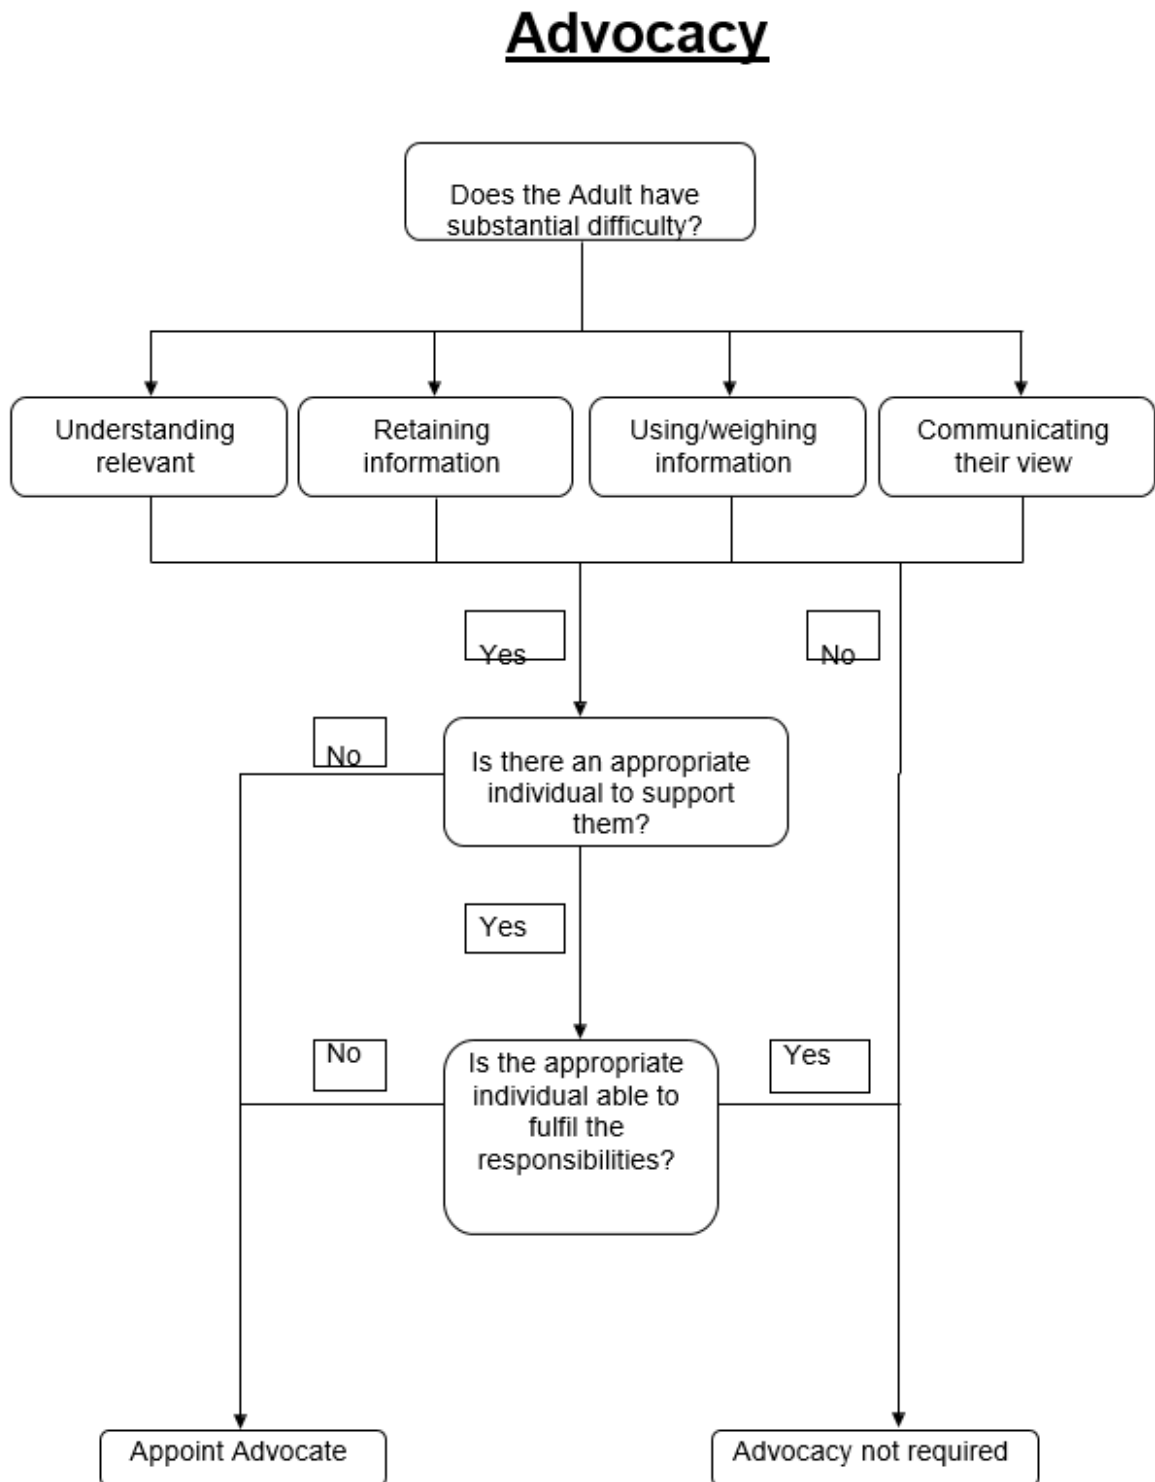 Advocacy
Does the Adult have
substantial difficulty?
Understanding
relevant
Retaining
information
Using/weighing
information
Communicating
their view
Yes
No
No
Is there an appropriate
individual to support
them?
Yes
No
Is the appropriate
individual able to
fulfil the
responsibilities?
Yes
Appoint Advocate
Advocacy not required